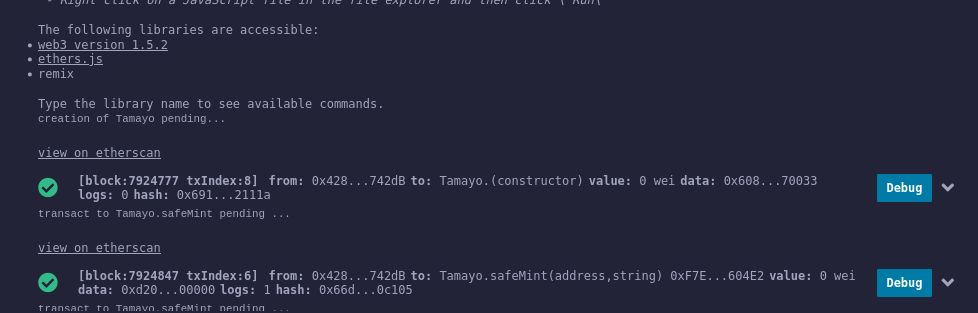 - Right click on a JavaScript file in the file explorer and then click \`Run\
The following libraries are accessible:
• web3 version 1.5.2
• ethers.js
• remix
Type the library name to see available commands.
creation of Tamayo pending...
view on etherscan
[block:7924777 txIndex:8] from: 0x428...742dB to: Tamayo.(constructor) value: 0 wei data: 0x608...70033
logs: 0 hash: 0x691...2111a
Debug
transact to Tamayo.safeMint pending ...
view on etherscan
[block:7924847 txIndex:6] from: 0x428...742dB to: Tamayo.safeMint(address,string) 0xF7E...604E2 value: 0 wei
data: 0xd20...00000 logs: 1 hash: 0x66d...0c105
Debug
transact to Tamayo.safeMint pending ...